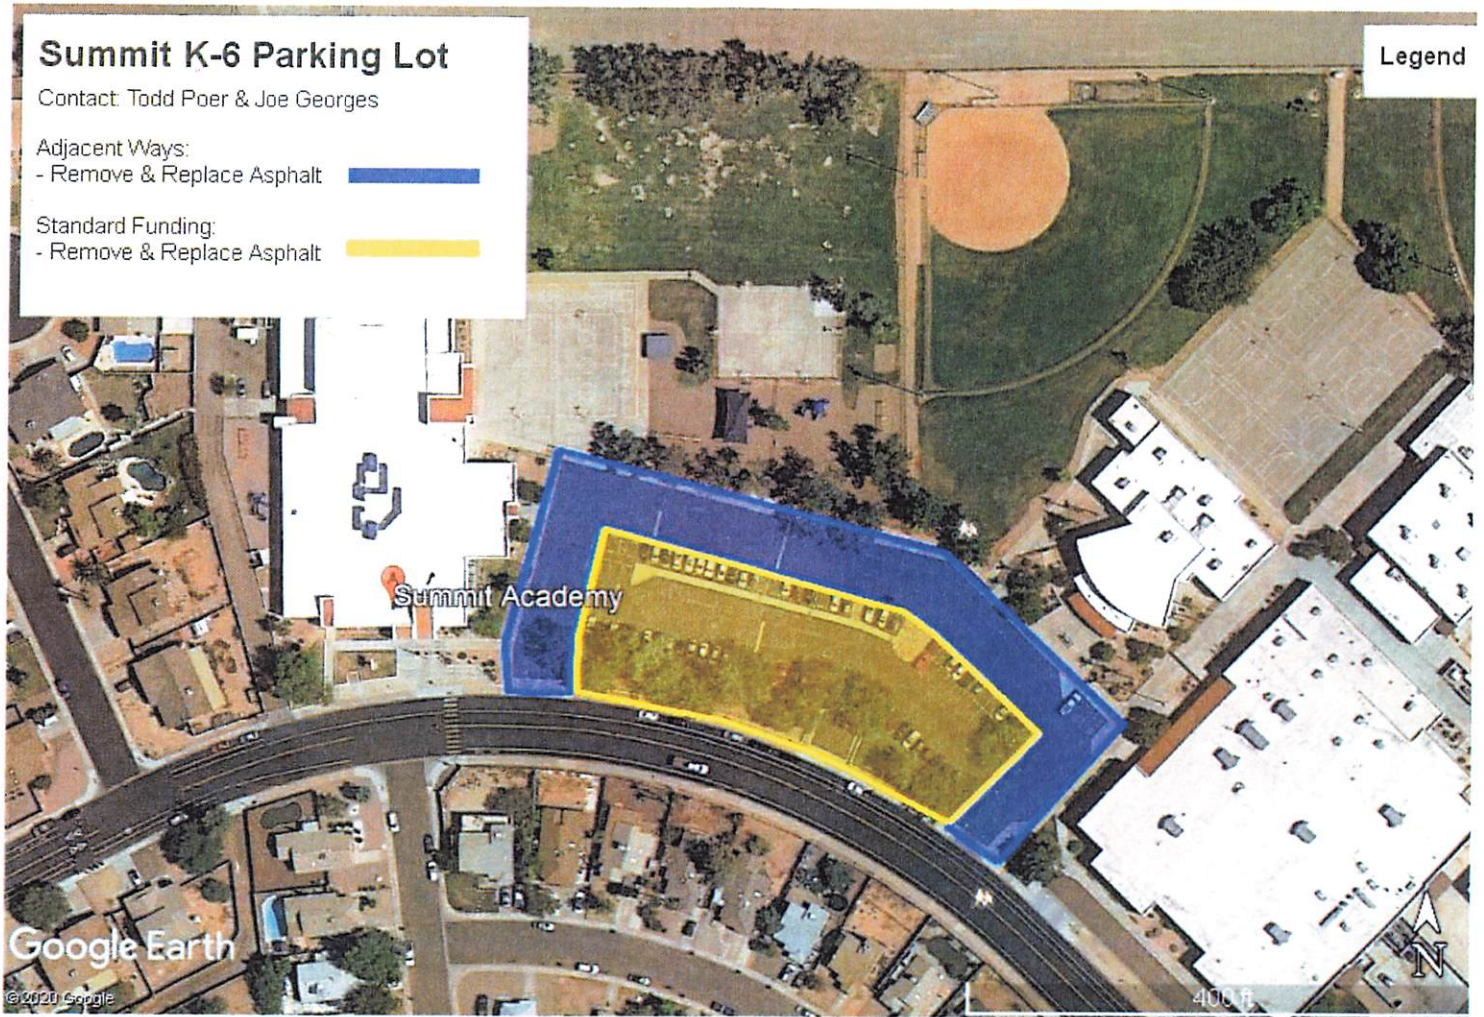 Summit K-6 Parking Lot
Contact: Todd Poer & Joe Georges
Adjacent Ways:
- Remove & Replace Asphalt
Standard Funding:
- Remove & Replace Asphalt
Legend
Summit Academy
Google Earth
© 2020 Google
400 ft
N